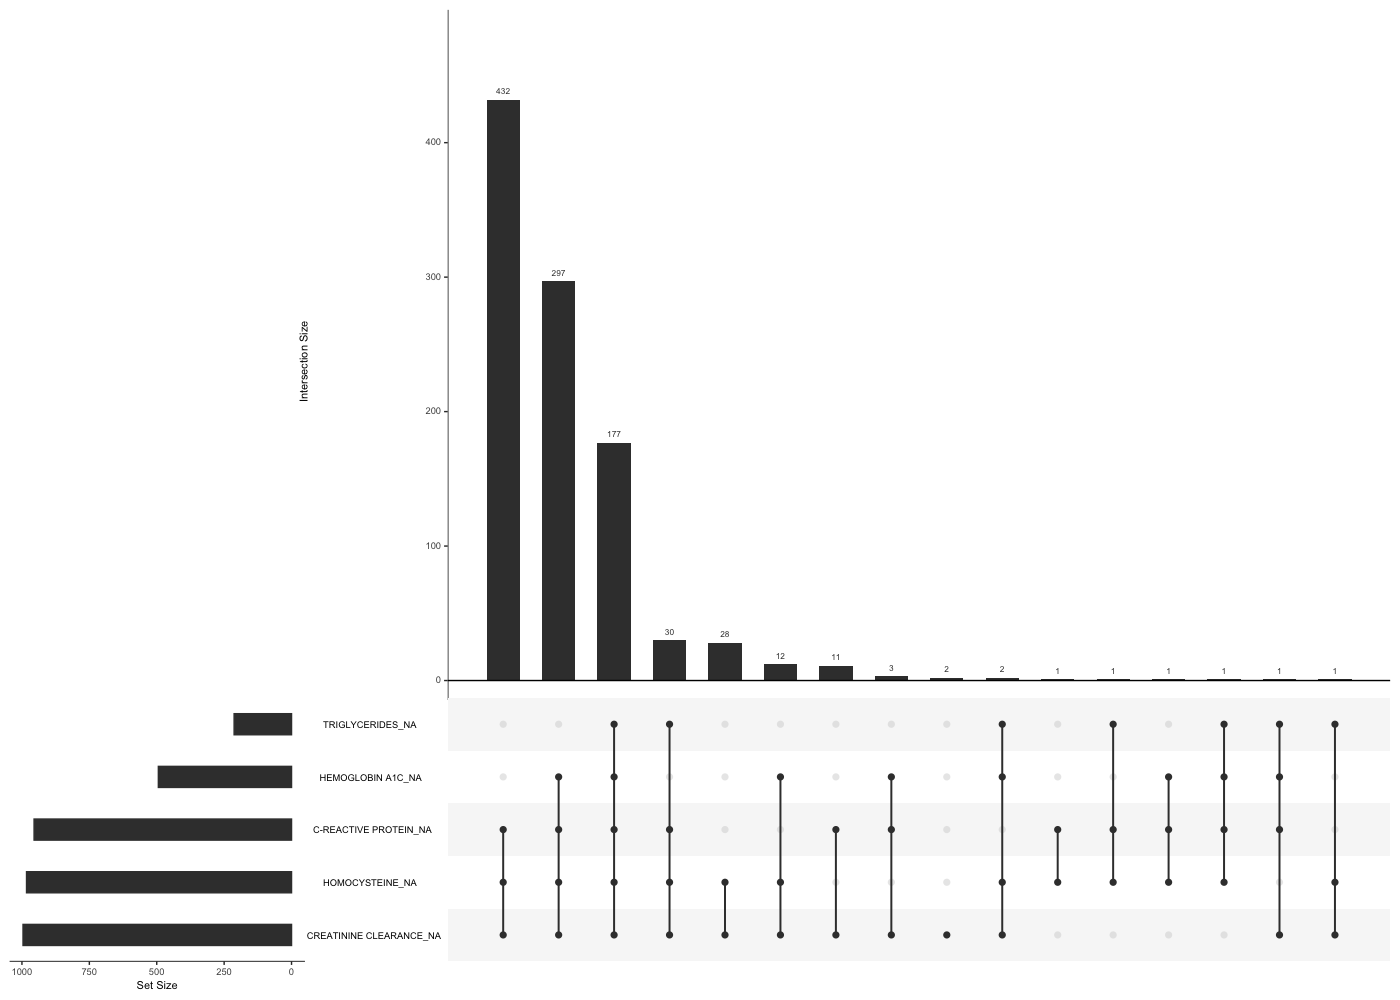 432
400
300
297
Intersection Size
200
177
100
30
28
12
11
3
2
2
1
1
1
1
1
1
0
TRIGLYCERIDES_NA
HEMOGLOBIN A1C_NA
C-REACTIVE PROTEIN_NA
HOMOCYSTEINE_NA
CREATININE CLEARANCE_NA
1000 750 500 250 0
Set Size